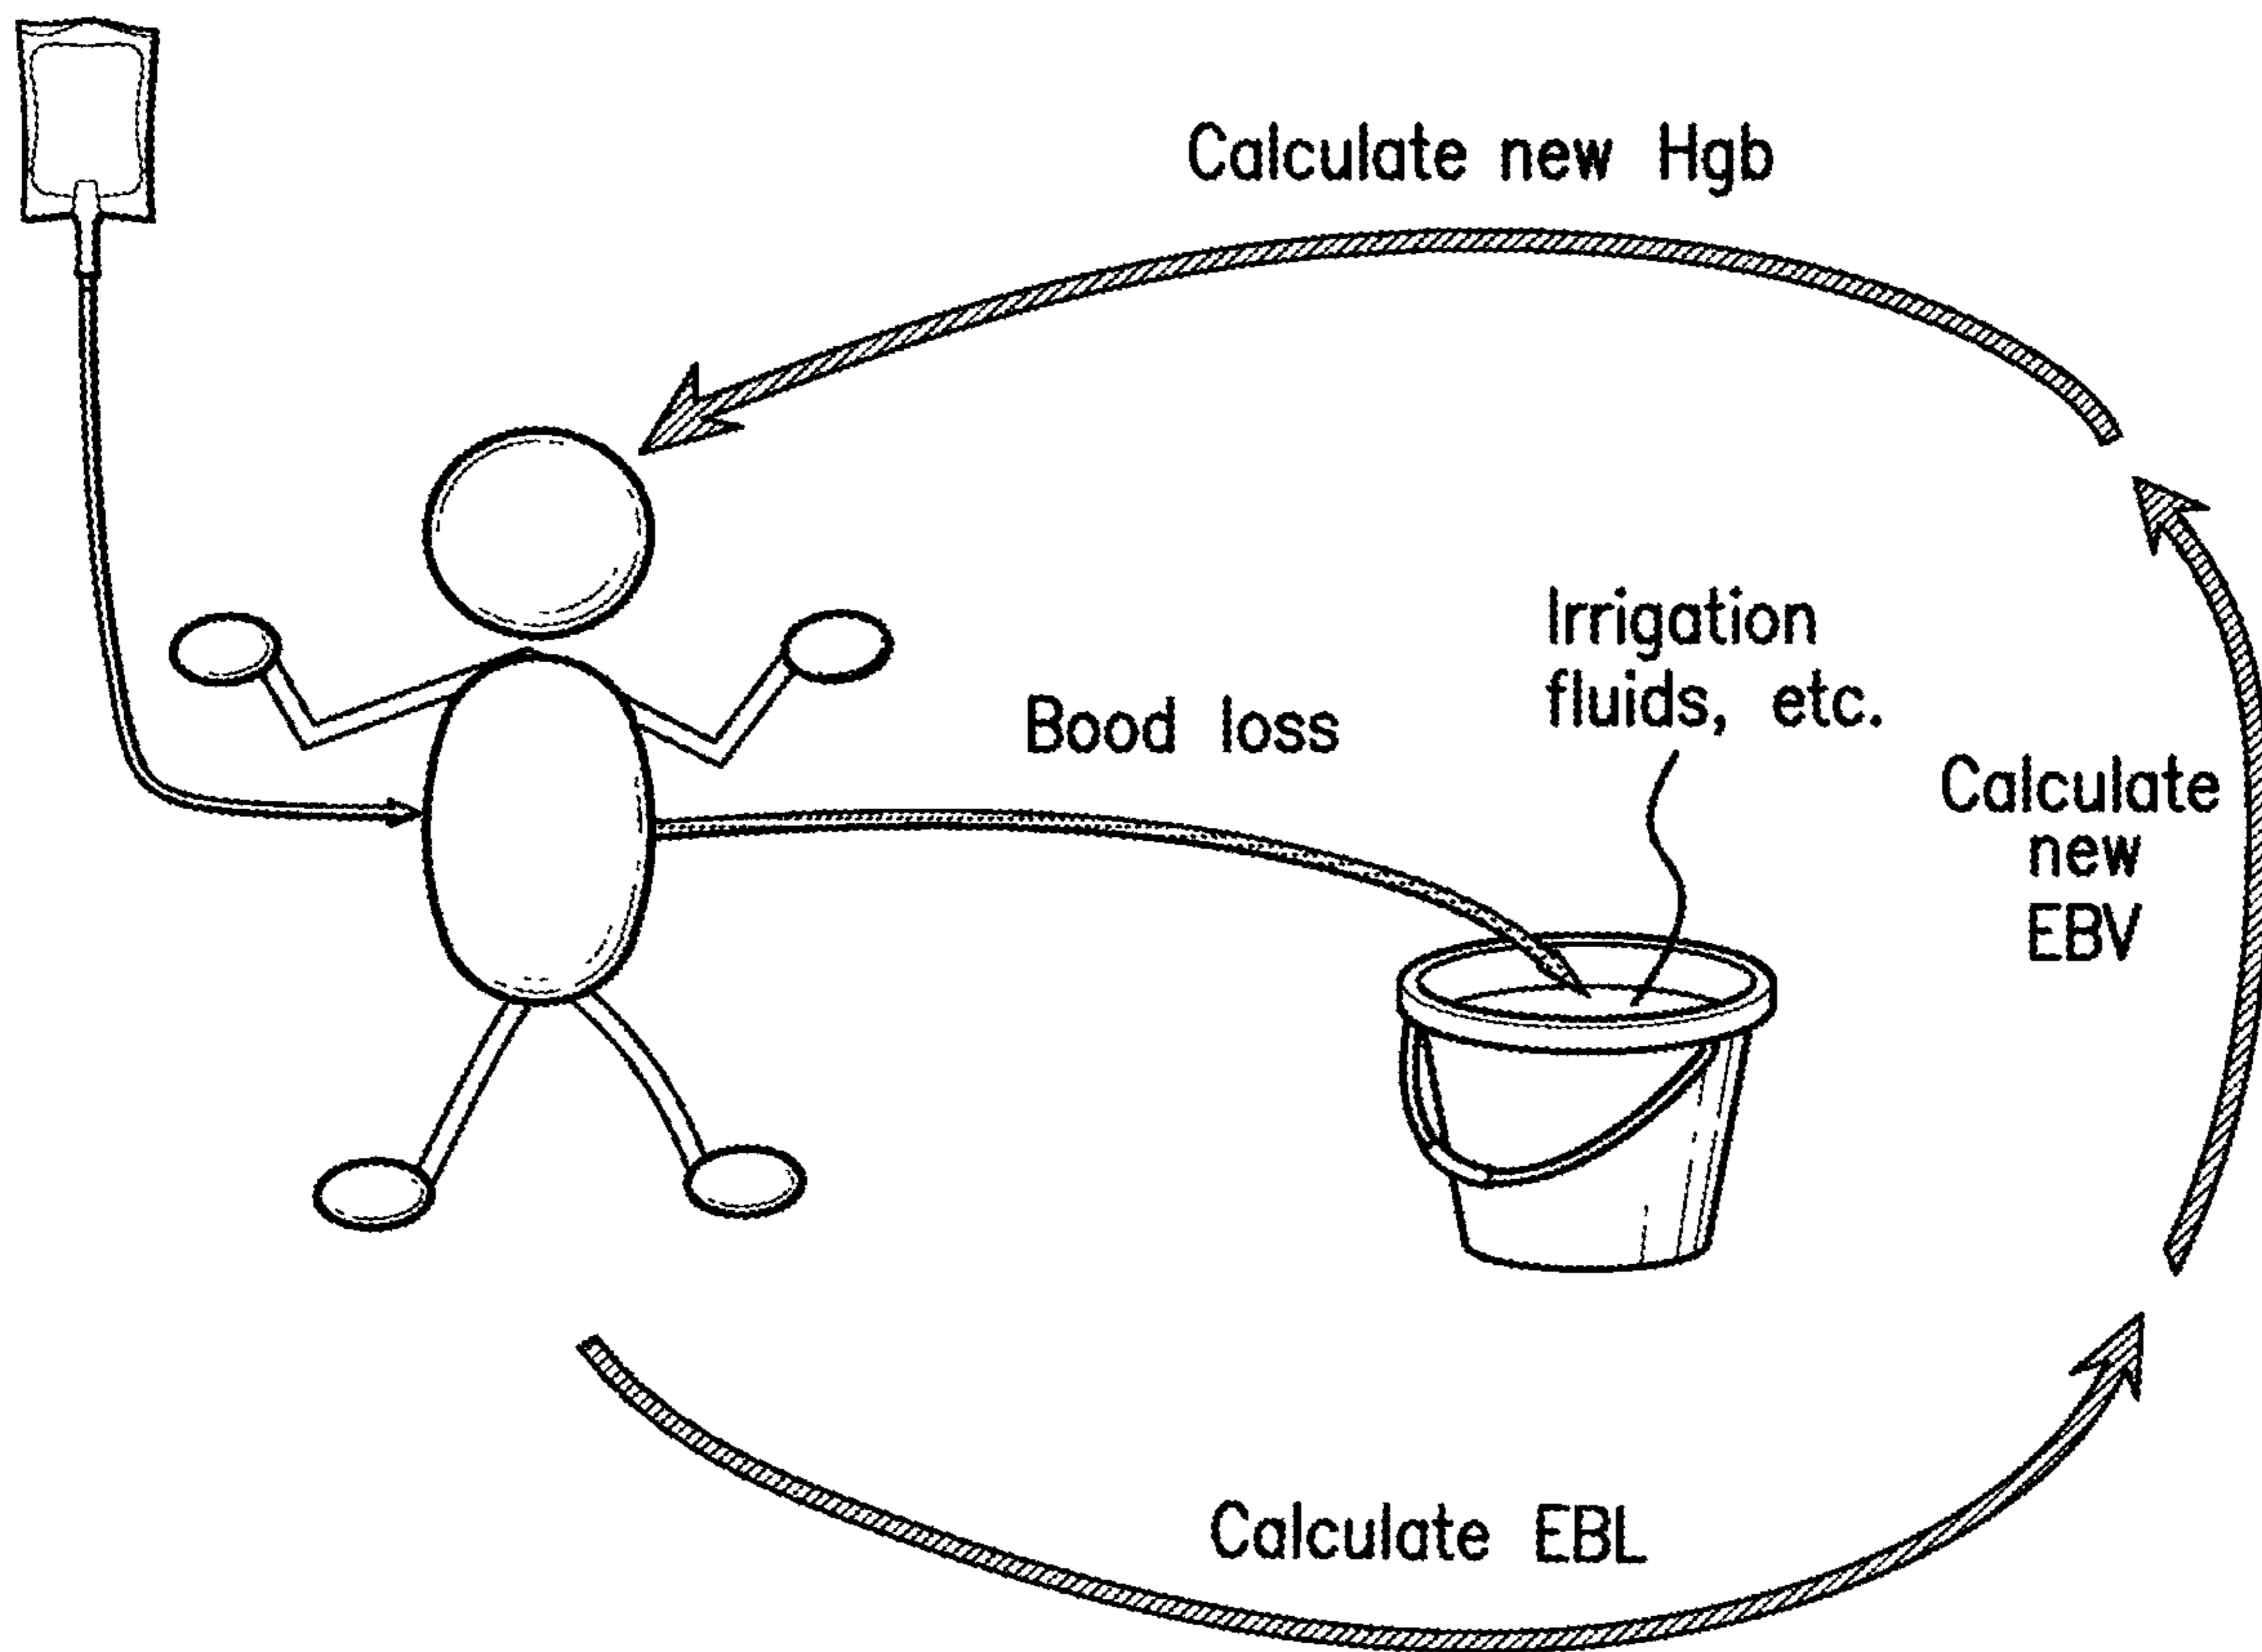 Calculate new Hgb
Irrigation
fluids, etc.
Bood loss
Calculate
new
EBV
Calculate EBL